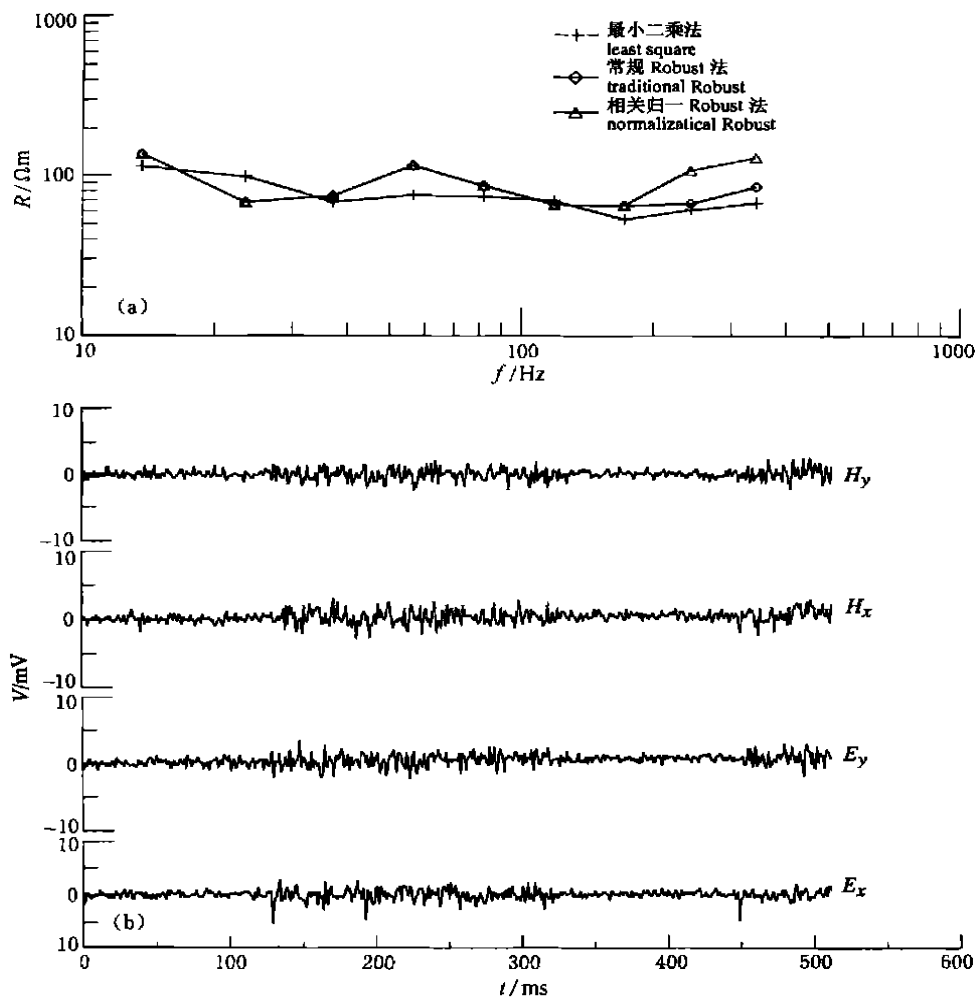 1000
最小二乘法
least square
常规 Robust 法
traditional Robust
相关归一 Robust 法
normalizatical Robust
R/Ωm
100
(a)
10
10 100 1000
f/Hz
10
0
-10
Hy
10
0
-10
Hx
V/mV
10
0
-10
Ey
10
0
10
Ex
(b)
0 100 200 300 400 500 600
t/ms